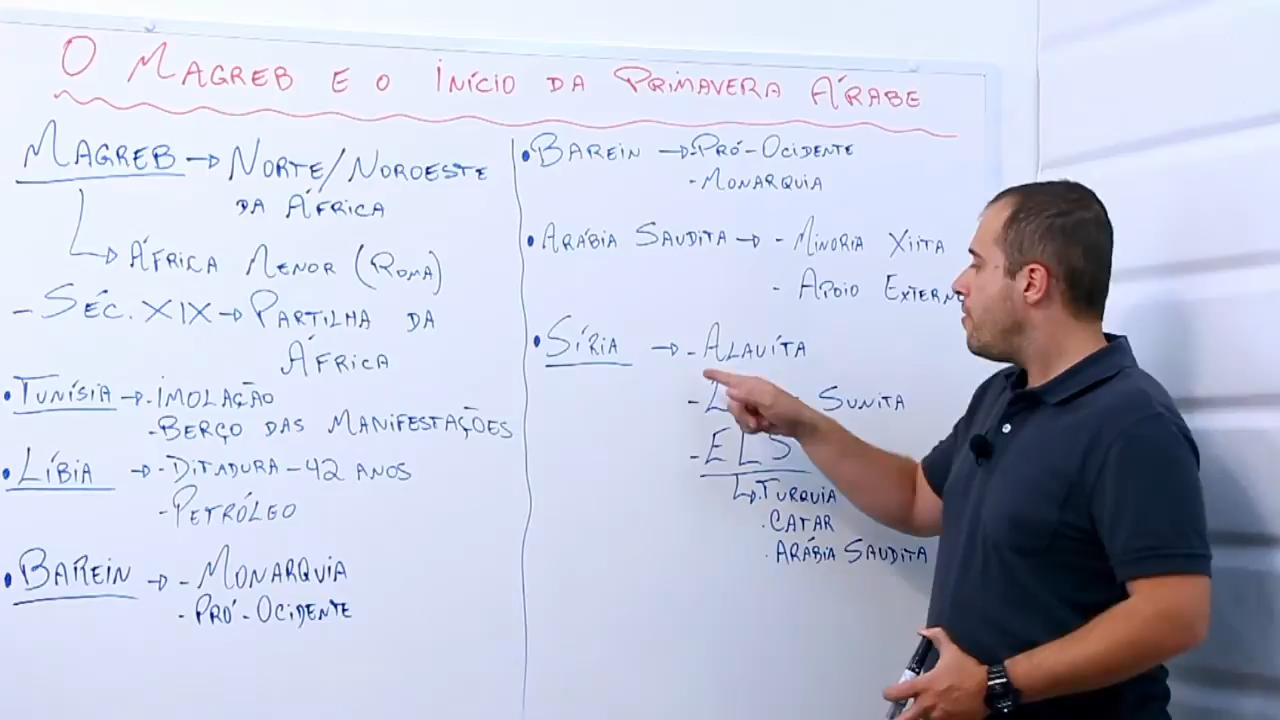 O MAGREB E O INÍCIO DA PRIMAVERA ÁRABE
MAGREB → NORTE/NOROESTE
DA ÁFRICA
→ ÁFRICA MENOR (ROMA)
- SÉC. XIX → PARTILHA DA
ÁFRICA
• TUNÍSIA → - IMOLAÇÃO
- BERÇO DAS MANIFESTAÇÕES
• LÍBIA → - DITADURA - 42 ANOS
- PETRÓLEO
• BAREIN → - MONARQUIA
- PRÓ-OCIDENTE
• BAREIN → - PRÓ-OCIDENTE
- MONARQUIA
• ARÁBIA SAUDITA → - MINORIA XIITA
- APOIO
• SÍRIA → - ALAUÍTA
- SUNITA
- ELS
→ . TURQUIA
. CATAR
. ARÁBIA SAUDITA